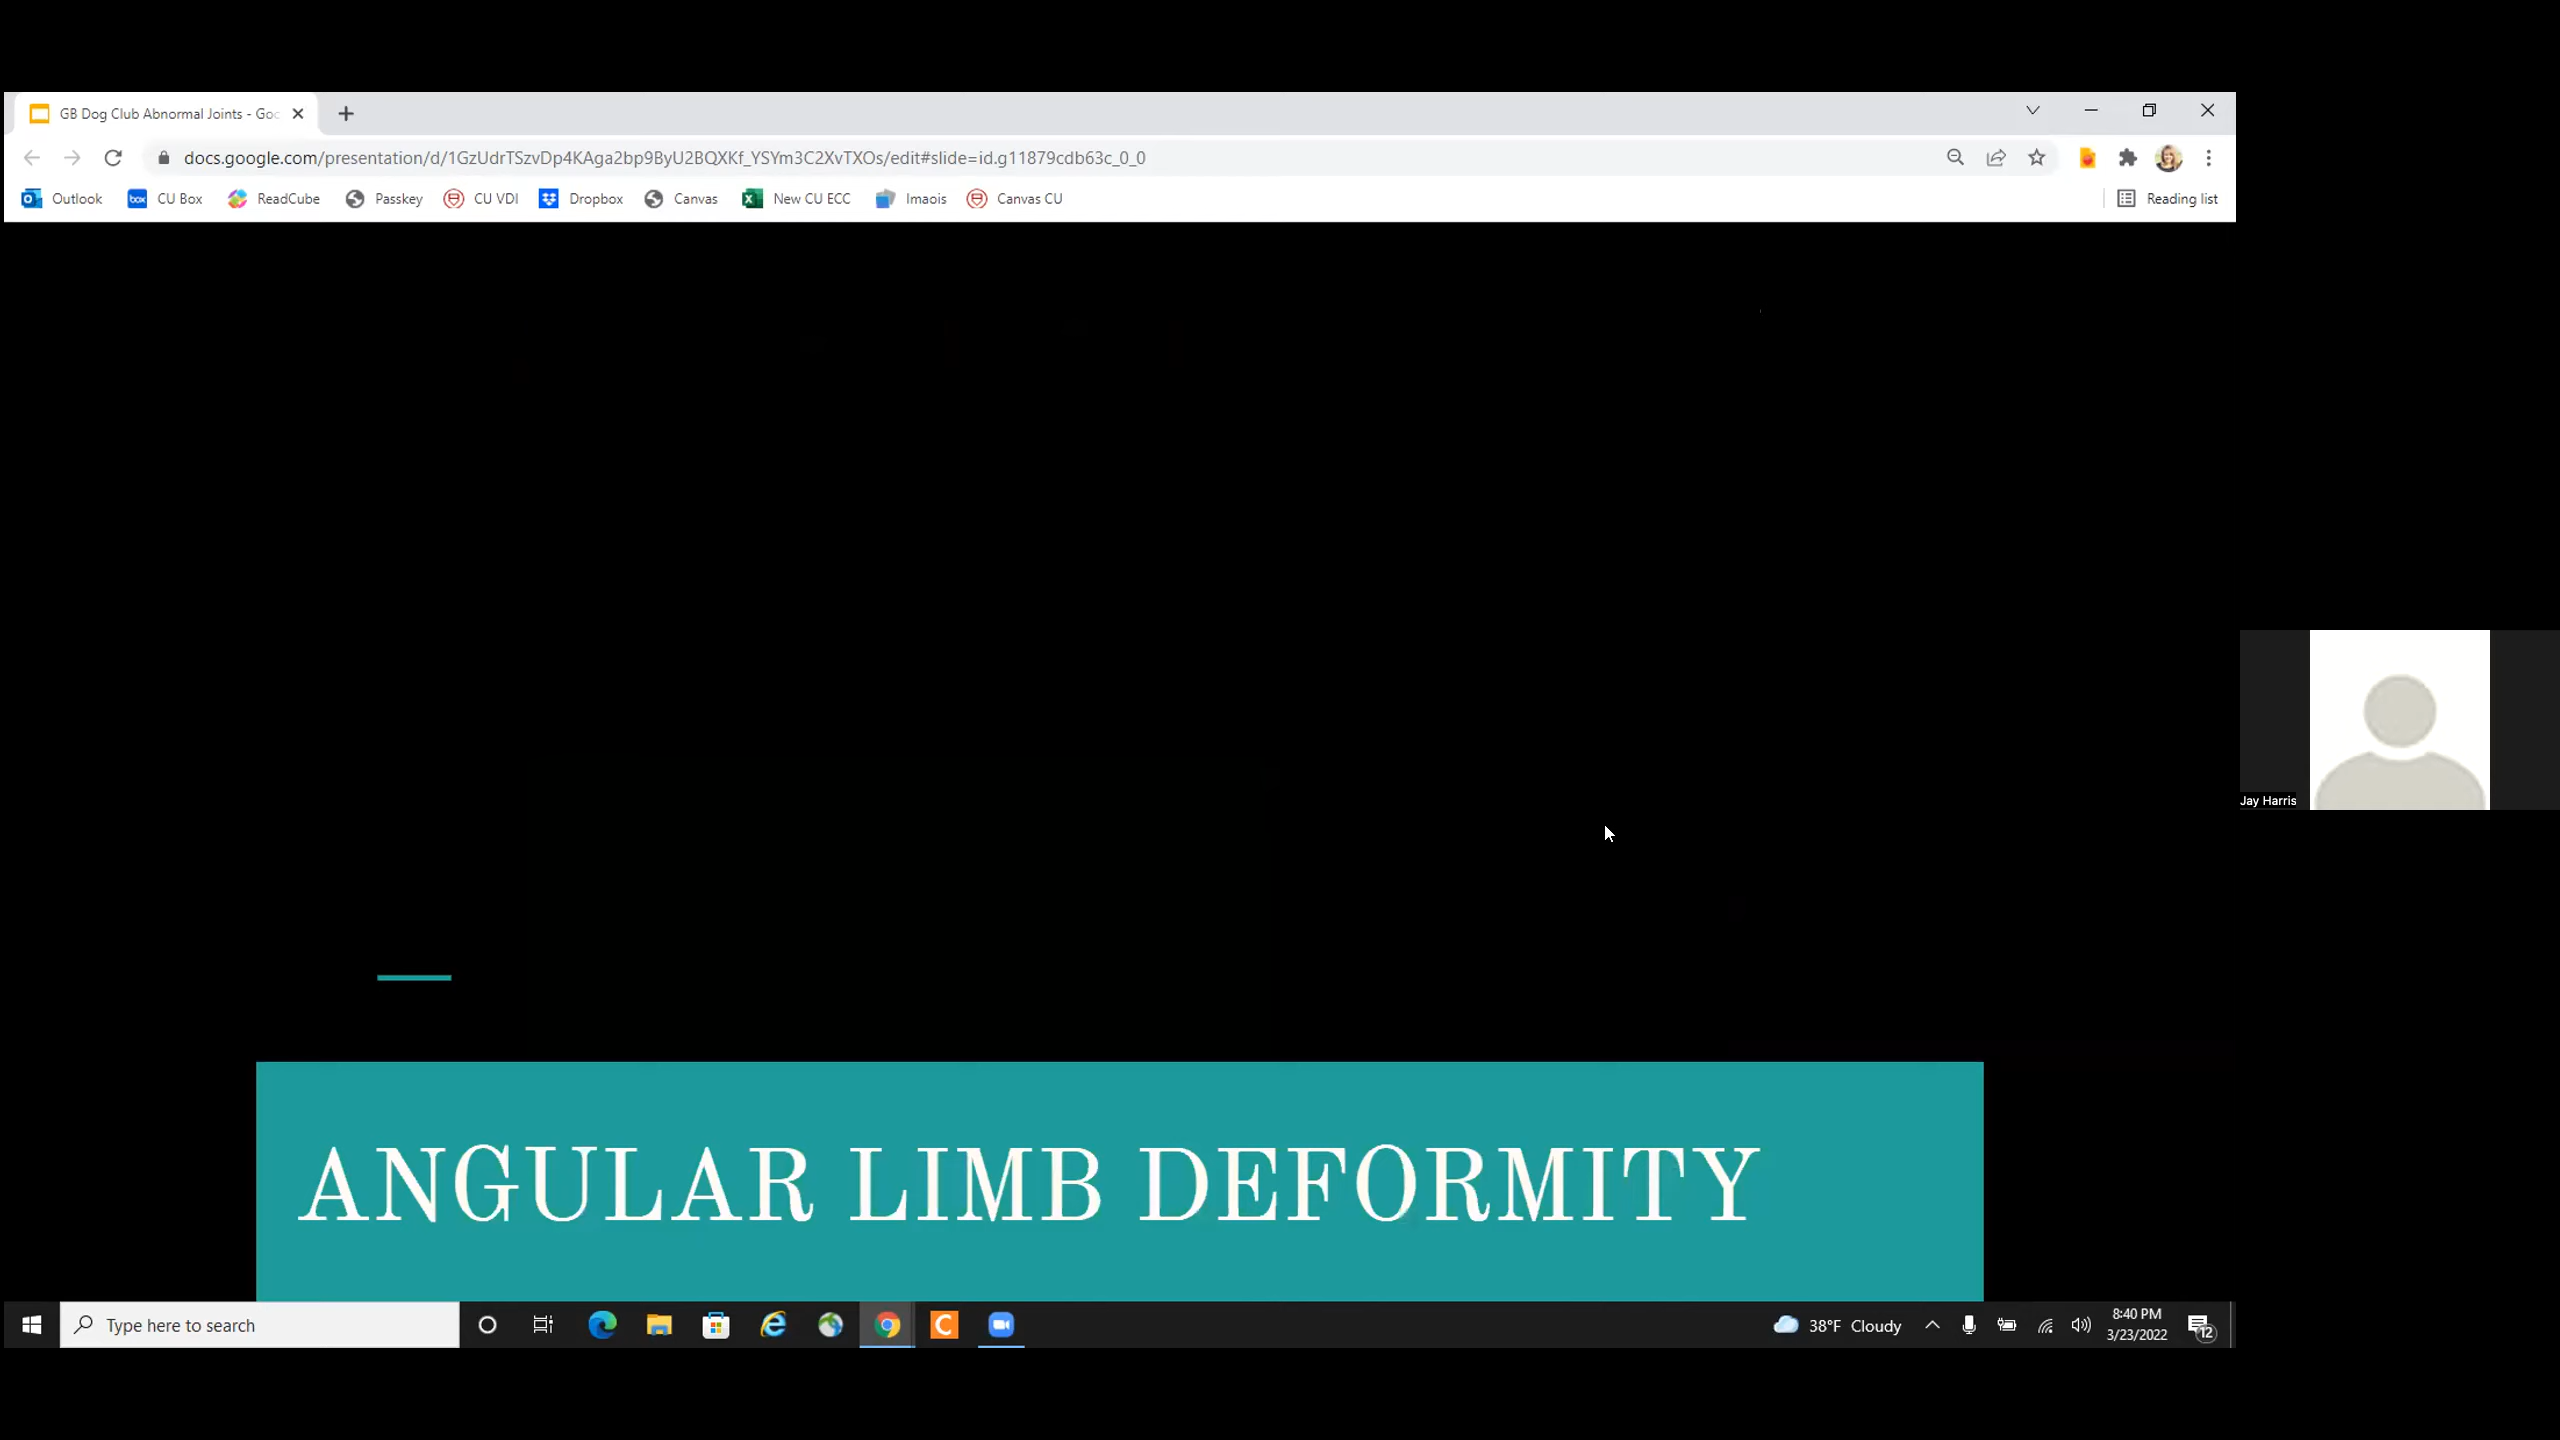 GB Dog Club Abnormal Joints - Goo
docs.google.com/presentation/d/1GzUdrTSzvDp4KAga2bp9ByU2BQXKf_YSYm3C2XvTXOs/edit#slide=id.g11879cdb63c_0_0
Outlook CU Box ReadCube Passkey CU VDI Dropbox Canvas New CU ECC Imaois Canvas CU Reading list
Jay Harris
ANGULAR LIMB DEFORMITY
Type here to search
38°F Cloudy
8:40 PM
3/23/2022
12